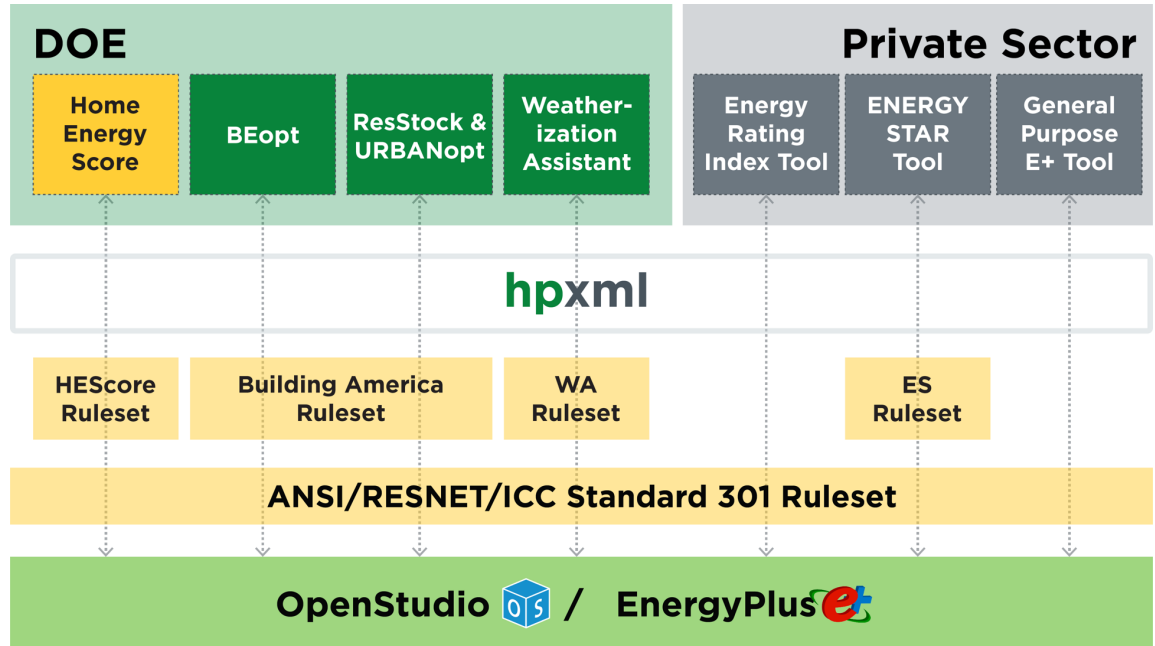 DOE
Private Sector
Home
Energy
Score
BEopt
ResStock &
URBANopt
Weather-
ization
Assistant
Energy
Rating
Index Tool
ENERGY
STAR
Tool
General
Purpose
E+ Tool
hpxml
HEScore
Ruleset
Building America
Ruleset
WA
Ruleset
ES
Ruleset
ANSI/RESNET/ICC Standard 301 Ruleset
OpenStudio OS / EnergyPlus e+